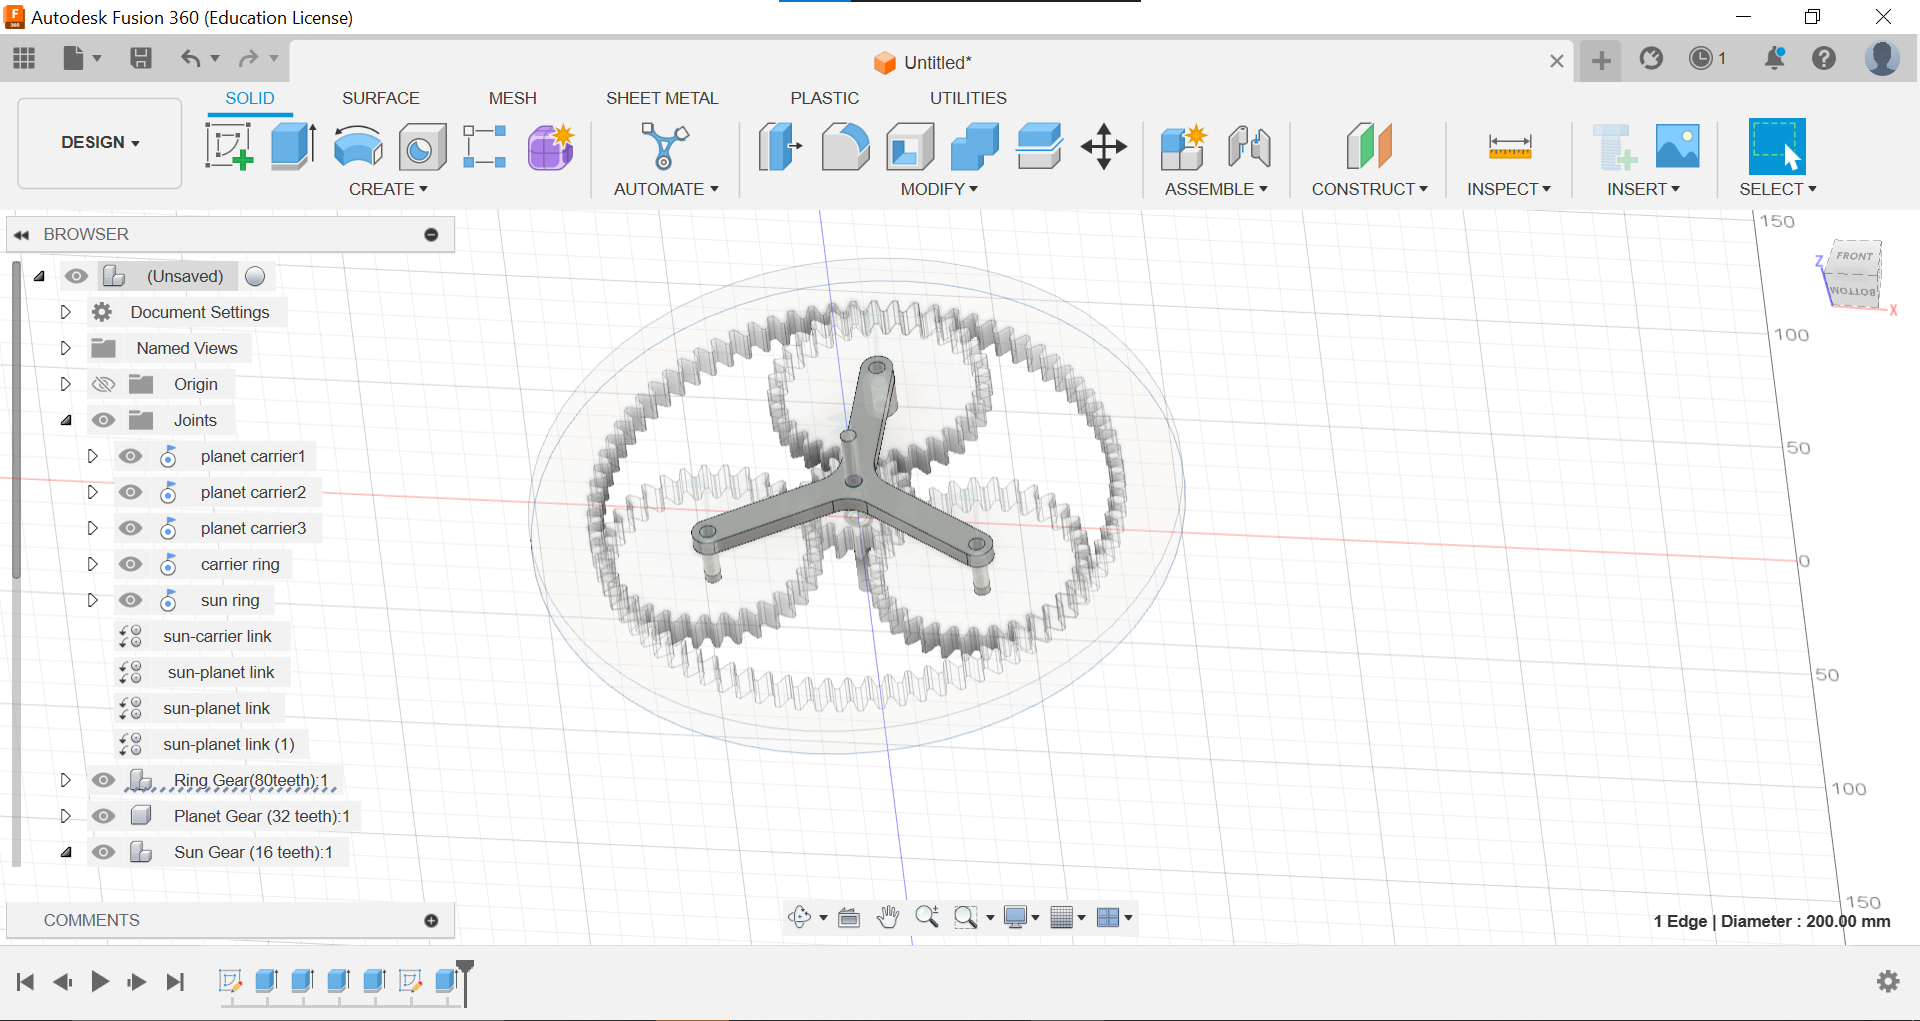 Autodesk Fusion 360 (Education License)
Untitled*
1
SOLID SURFACE MESH SHEET METAL PLASTIC UTILITIES
DESIGN
CREATE AUTOMATE MODIFY ASSEMBLE CONSTRUCT INSPECT INSERT SELECT
BROWSER
(Unsaved)
Document Settings
Named Views
Origin
Joints
planet carrier1
planet carrier2
planet carrier3
carrier ring
sun ring
sun-carrier link
sun-planet link
sun-planet link
sun-planet link (1)
Ring Gear(80teeth):1
Planet Gear (32 teeth):1
Sun Gear (16 teeth):1
COMMENTS
150
100
50
0
50
100
150
FRONT
BOTTOM
Z
X
1 Edge | Diameter : 200.00 mm